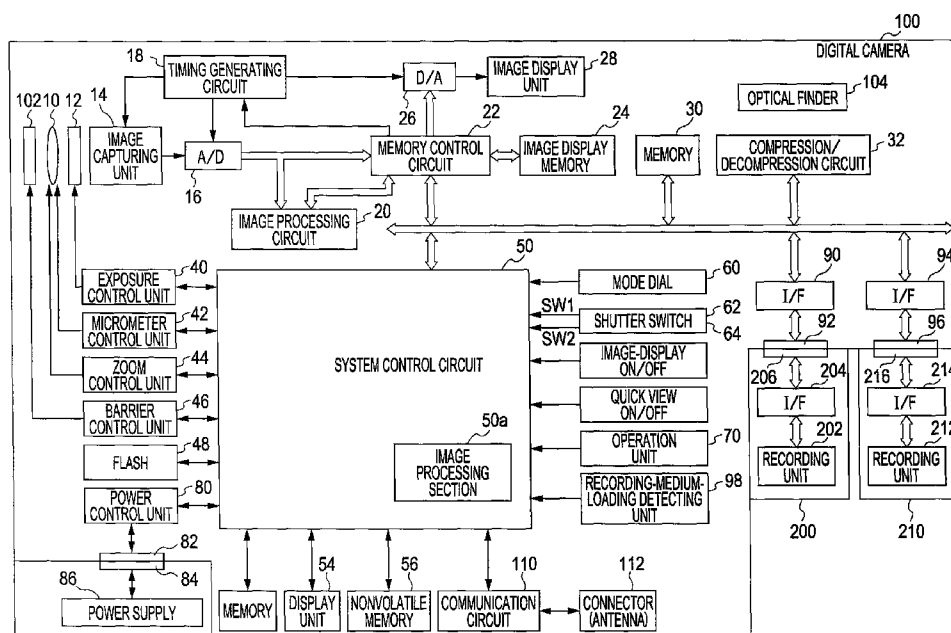 100
DIGITAL CAMERA
18
TIMING GENERATING
CIRCUIT
D/A
26
IMAGE DISPLAY
UNIT
28
OPTICAL FINDER
104
102
10
12
14
IMAGE
CAPTURING
UNIT
A/D
16
22
MEMORY CONTROL
CIRCUIT
24
IMAGE DISPLAY
MEMORY
30
MEMORY
COMPRESSION/
DECOMPRESSION CIRCUIT
32
IMAGE PROCESSING
CIRCUIT
20
50
SYSTEM CONTROL CIRCUIT
50a
IMAGE
PROCESSING
SECTION
40
EXPOSURE
CONTROL UNIT
42
MICROMETER
CONTROL UNIT
44
ZOOM
CONTROL UNIT
46
BARRIER
CONTROL UNIT
48
FLASH
80
POWER
CONTROL UNIT
82
84
86
POWER SUPPLY
60
MODE DIAL
SW1
62
SHUTTER SWITCH
64
SW2
IMAGE-DISPLAY
ON/OFF
QUICK VIEW
ON/OFF
70
OPERATION
UNIT
RECORDING-MEDIUM-
LOADING DETECTING
UNIT
98
90
I/F
92
206
204
I/F
202
RECORDING
UNIT
200
94
I/F
96
216
214
I/F
212
RECORDING
UNIT
210
MEMORY
54
DISPLAY
UNIT
56
NONVOLATILE
MEMORY
110
COMMUNICATION
CIRCUIT
112
CONNECTOR
(ANTENNA)